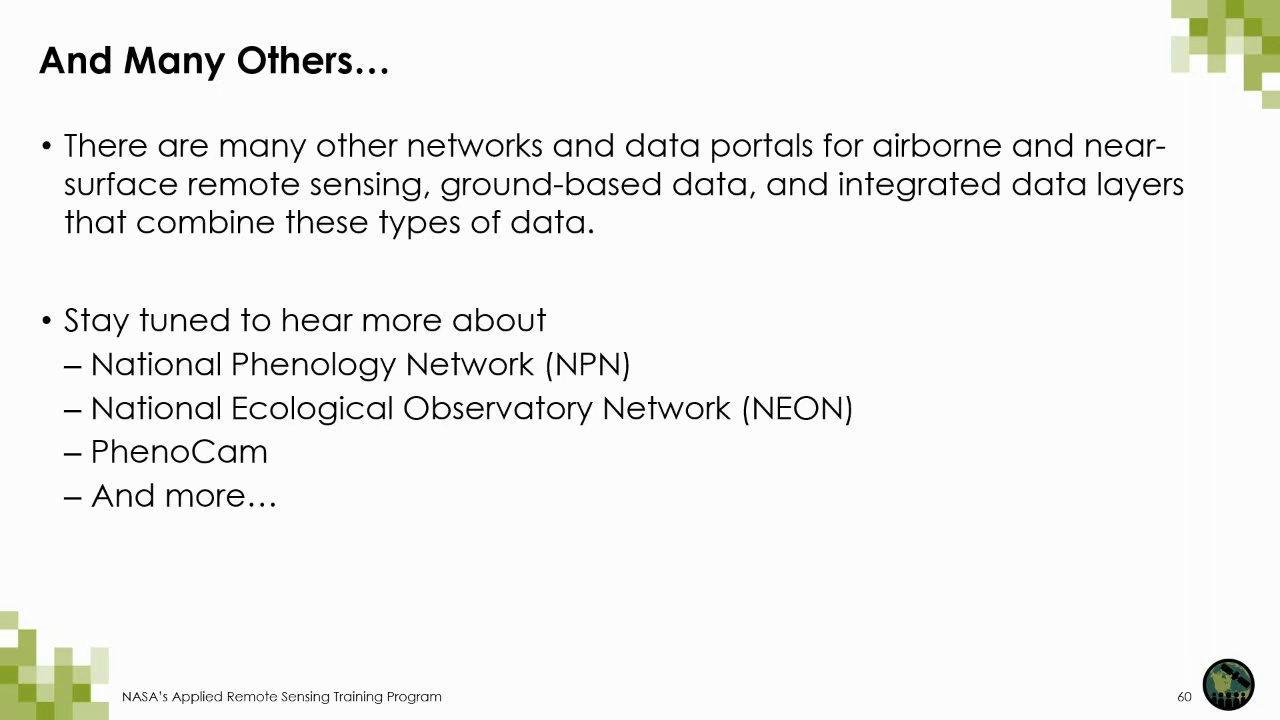 And Many Others…
• There are many other networks and data portals for airborne and near-
surface remote sensing, ground-based data, and integrated data layers
that combine these types of data.
• Stay tuned to hear more about
– National Phenology Network (NPN)
– National Ecological Observatory Network (NEON)
– PhenoCam
– And more…
NASA’s Applied Remote Sensing Training Program
60